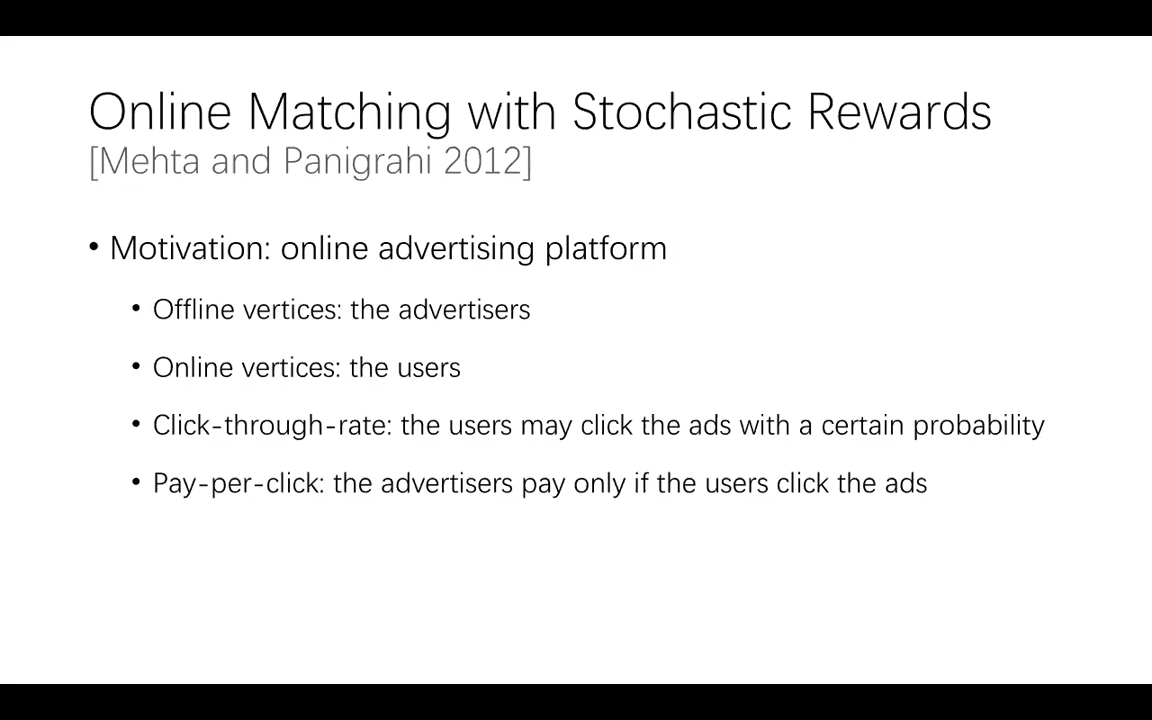 Online Matching with Stochastic Rewards
[Mehta and Panigrahi 2012]
• Motivation: online advertising platform
• Offline vertices: the advertisers
• Online vertices: the users
• Click-through-rate: the users may click the ads with a certain probability
• Pay-per-click: the advertisers pay only if the users click the ads